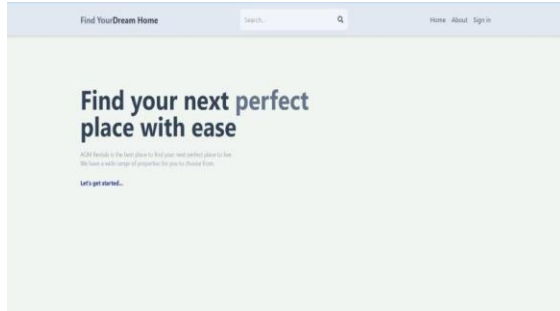 Find YourDream Home
Search...
Home About Sign in
Find your next perfect
place with ease
AGM Rentals is the best place to find your next perfect place to live.
We have a wide range of properties for you to choose from.
Let's get started...